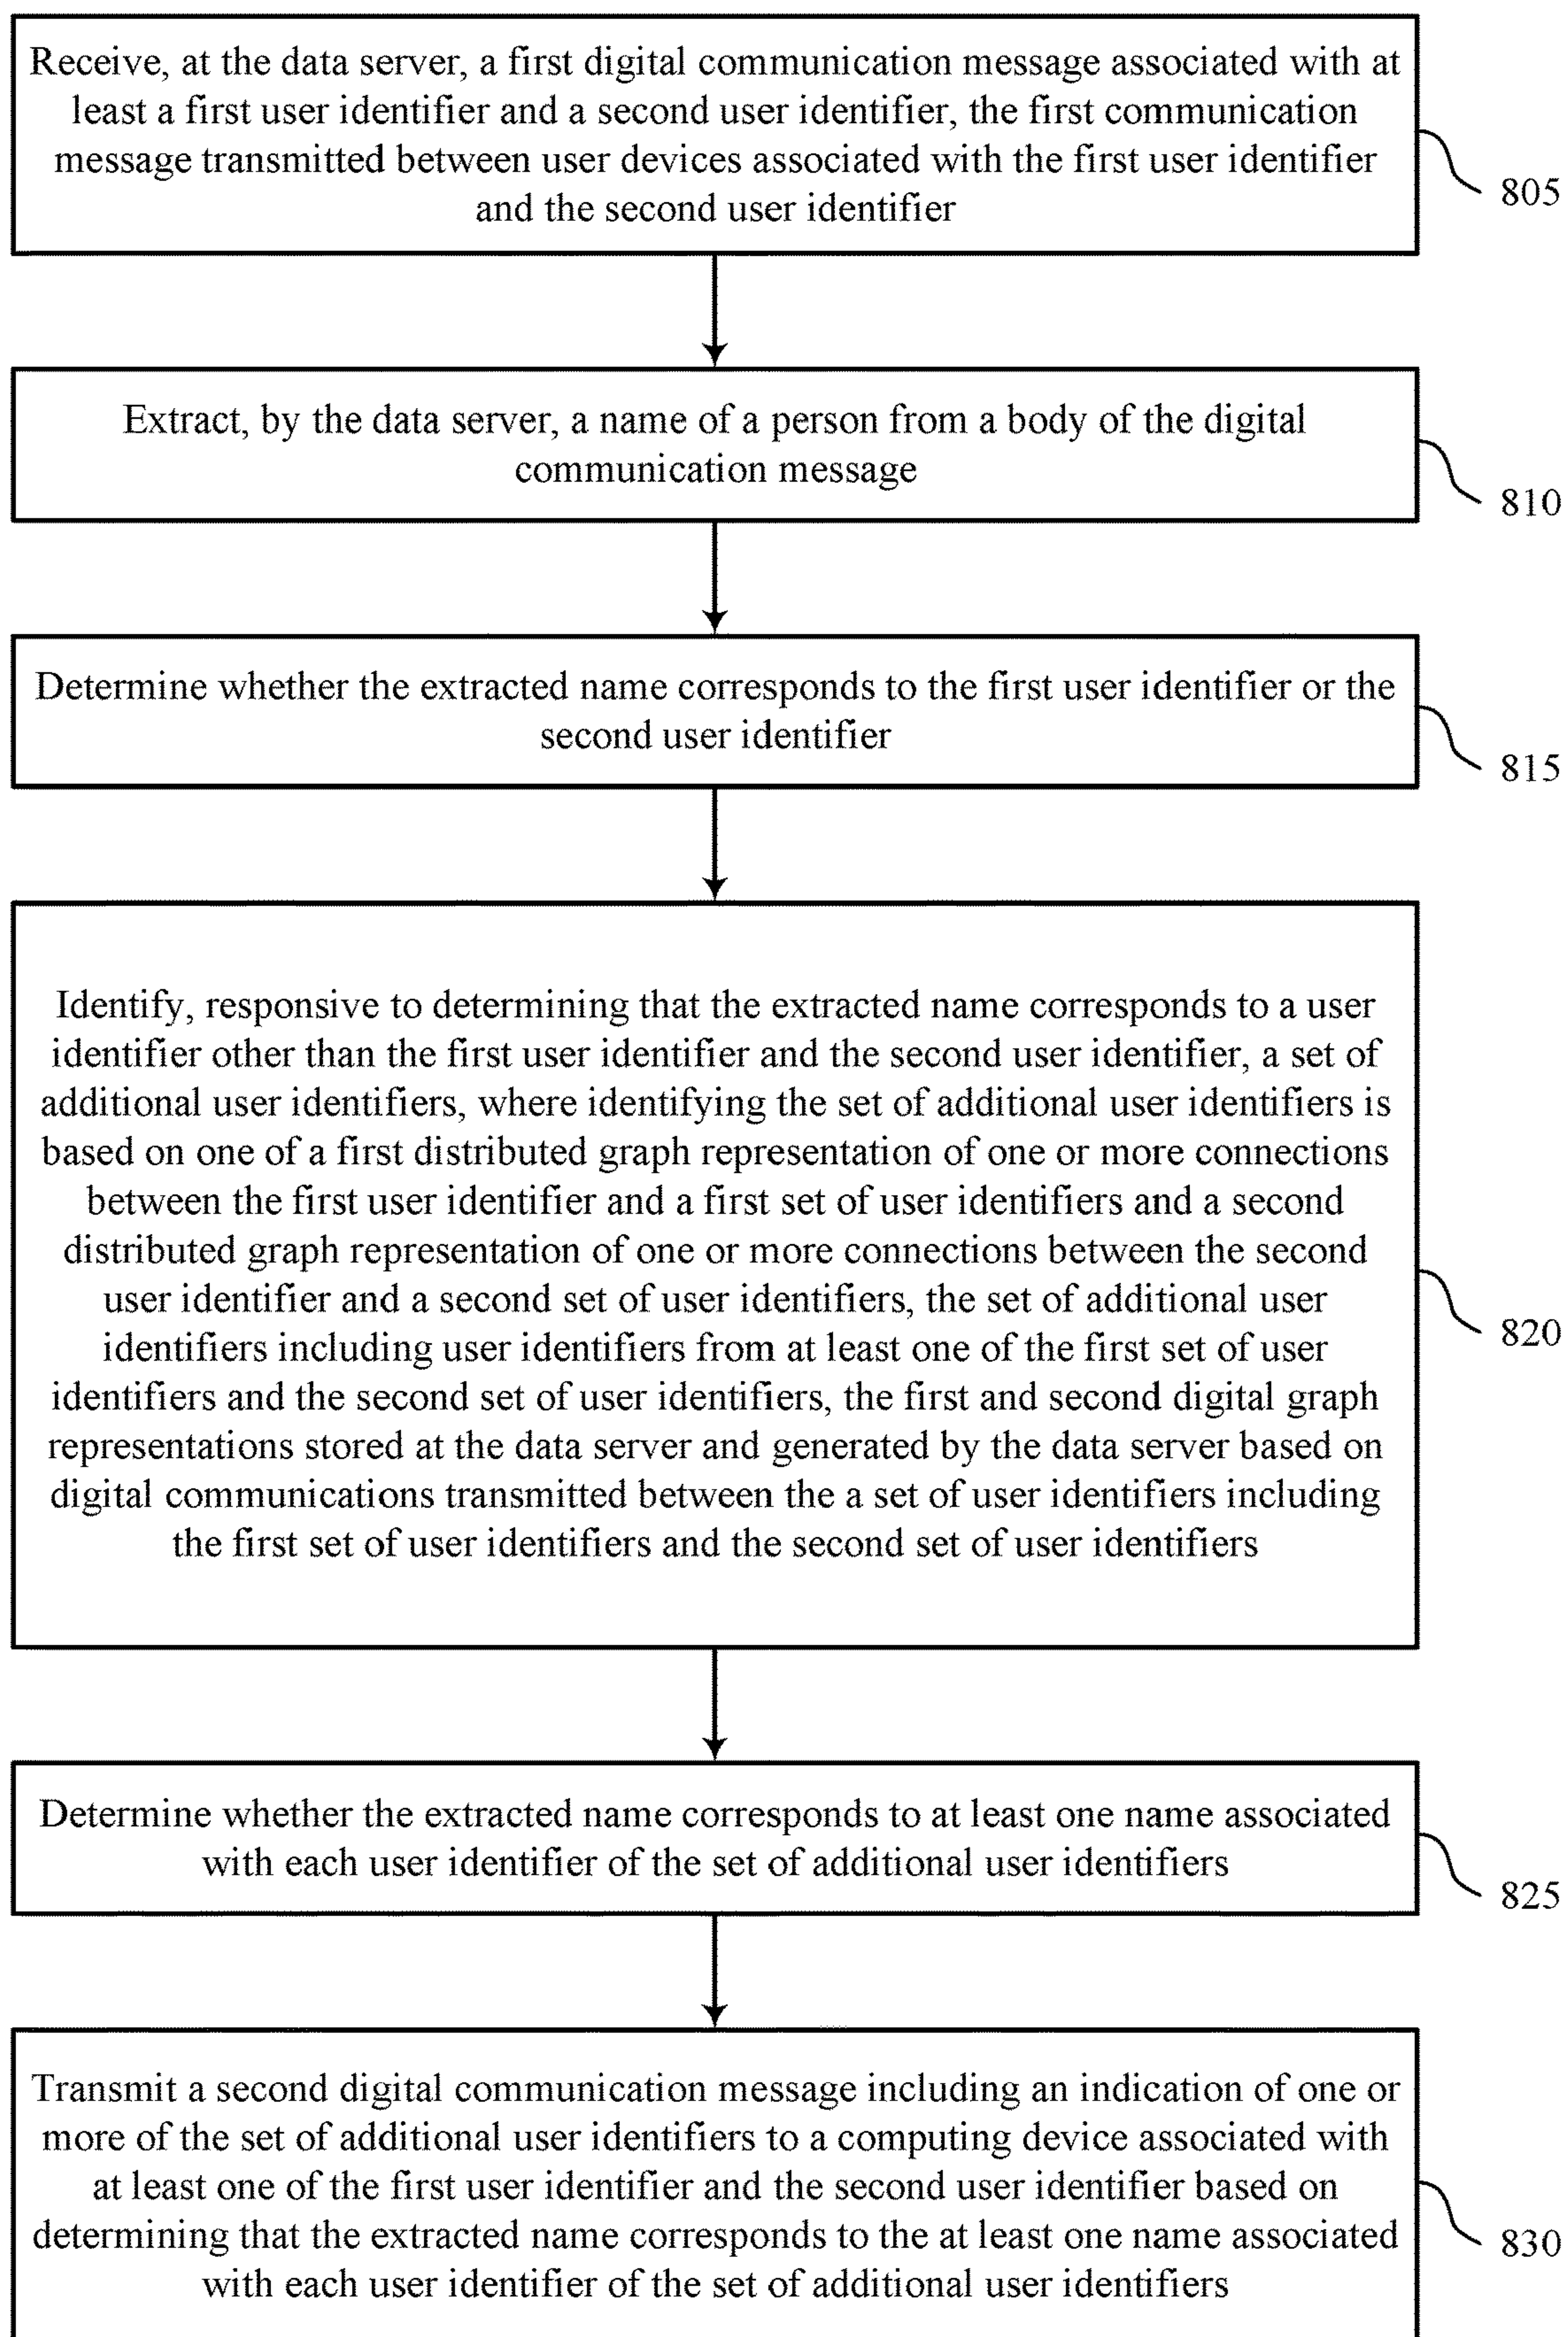 Receive, at the data server, a first digital communication message associated with at
least a first user identifier and a second user identifier, the first communication
message transmitted between user devices associated with the first user identifier
and the second user identifier
805
Extract, by the data server, a name of a person from a body of the digital
communication message
810
Determine whether the extracted name corresponds to the first user identifier or the
second user identifier
815
Identify, responsive to determining that the extracted name corresponds to a user
identifier other than the first user identifier and the second user identifier, a set of
additional user identifiers, where identifying the set of additional user identifiers is
based on one of a first distributed graph representation of one or more connections
between the first user identifier and a first set of user identifiers and a second
distributed graph representation of one or more connections between the second
user identifier and a second set of user identifiers, the set of additional user
identifiers including user identifiers from at least one of the first set of user
identifiers and the second set of user identifiers, the first and second digital graph
representations stored at the data server and generated by the data server based on
digital communications transmitted between the a set of user identifiers including
the first set of user identifiers and the second set of user identifiers
820
Determine whether the extracted name corresponds to at least one name associated
with each user identifier of the set of additional user identifiers
825
Transmit a second digital communication message including an indication of one or
more of the set of additional user identifiers to a computing device associated with
at least one of the first user identifier and the second user identifier based on
determining that the extracted name corresponds to the at least one name associated
with each user identifier of the set of additional user identifiers
830